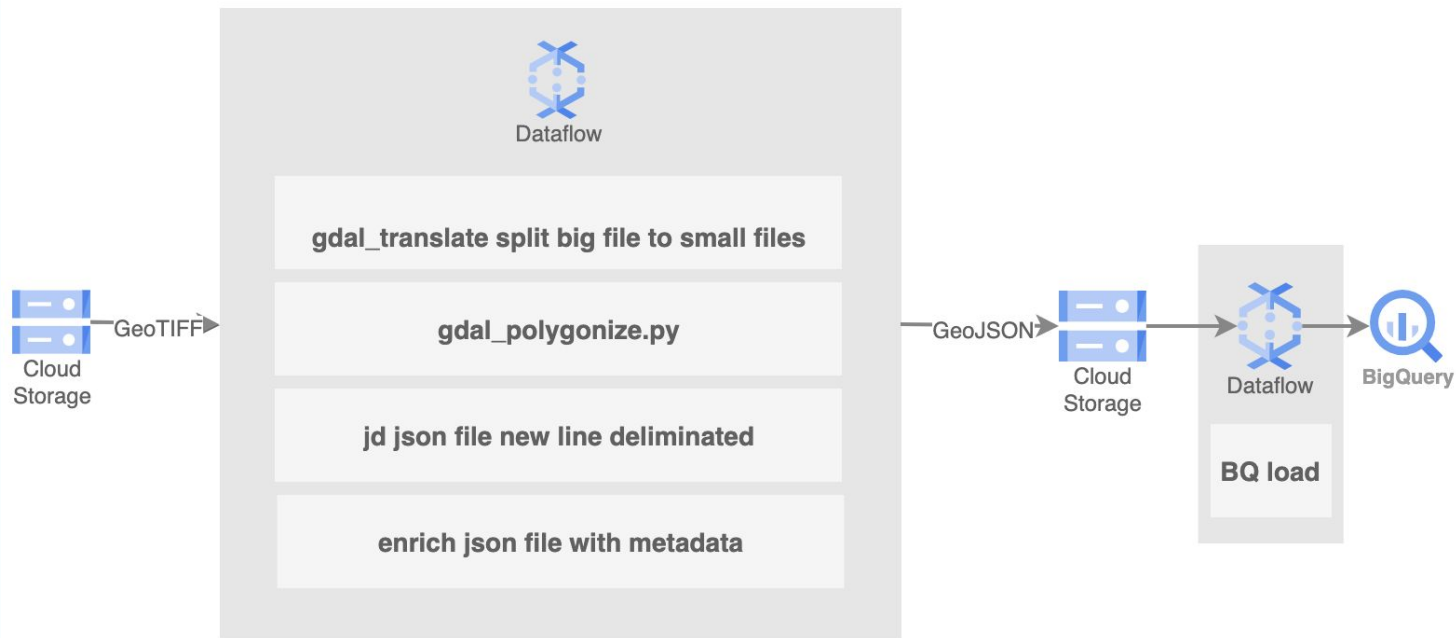 Dataflow
gdal_translate split big file to small files
gdal_polygonize.py
jd json file new line deliminated
enrich json file with metadata
Cloud
Storage
GeoTIFF
GeoJSON
Cloud
Storage
Dataflow
BQ load
BigQuery